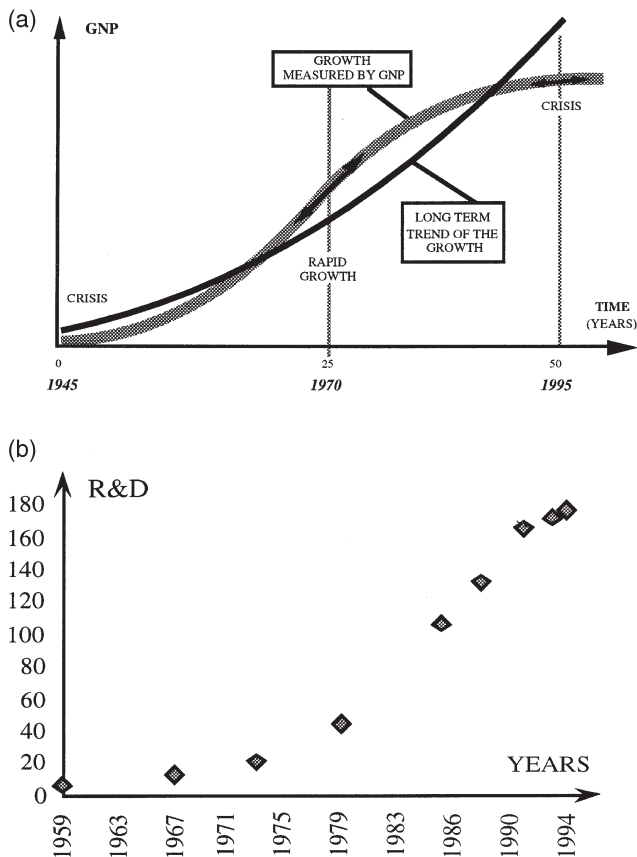 (a)
GNP
GROWTH
MEASURED BY GNP
CRISIS
LONG TERM
TREND OF THE
GROWTH
RAPID
GROWTH
CRISIS
TIME
(YEARS)
0
25
50
1945
1970
1995
(b)
R&D
180
160
140
120
100
80
60
40
20
0
YEARS
1959
1963
1967
1971
1975
1979
1983
1986
1990
1994